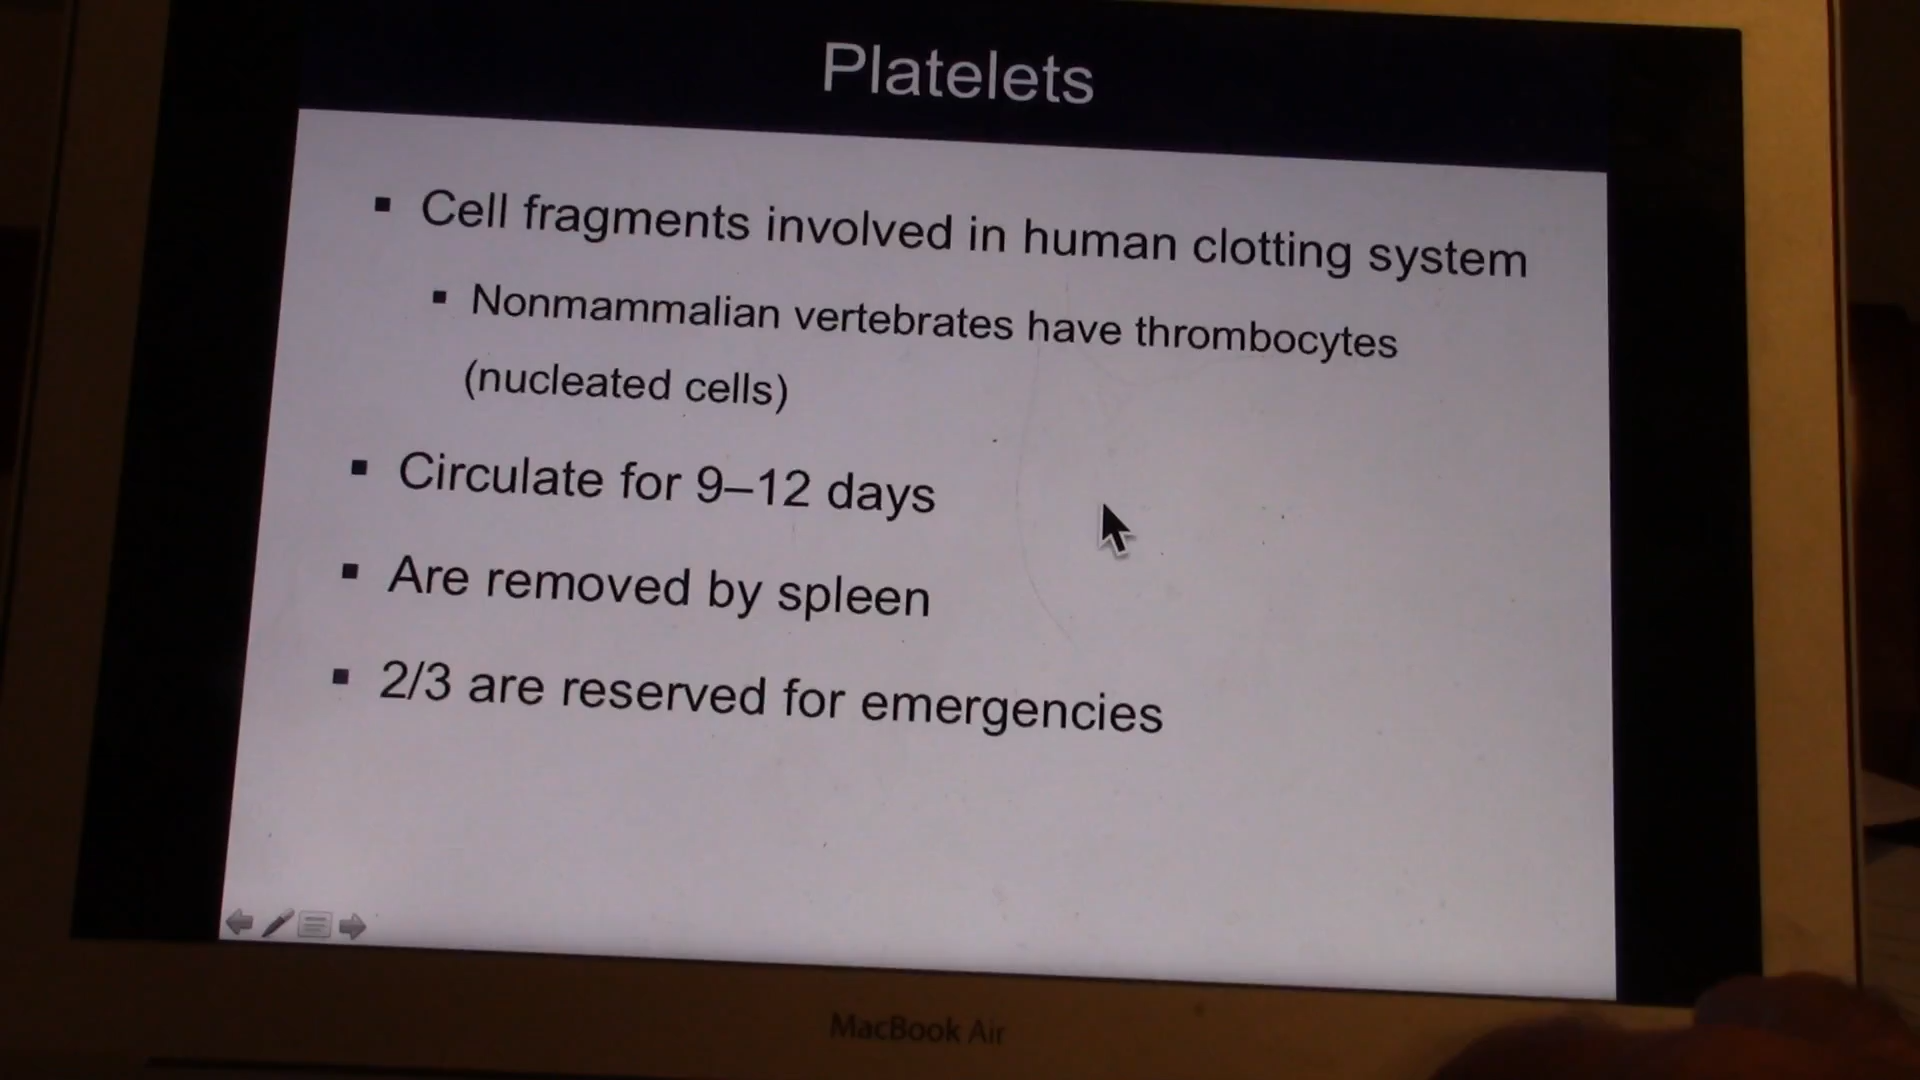 Platelets
▪ Cell fragments involved in human clotting system
▪ Nonmammalian vertebrates have thrombocytes
(nucleated cells)
▪ Circulate for 9–12 days
▪ Are removed by spleen
▪ 2/3 are reserved for emergencies
MacBook Air